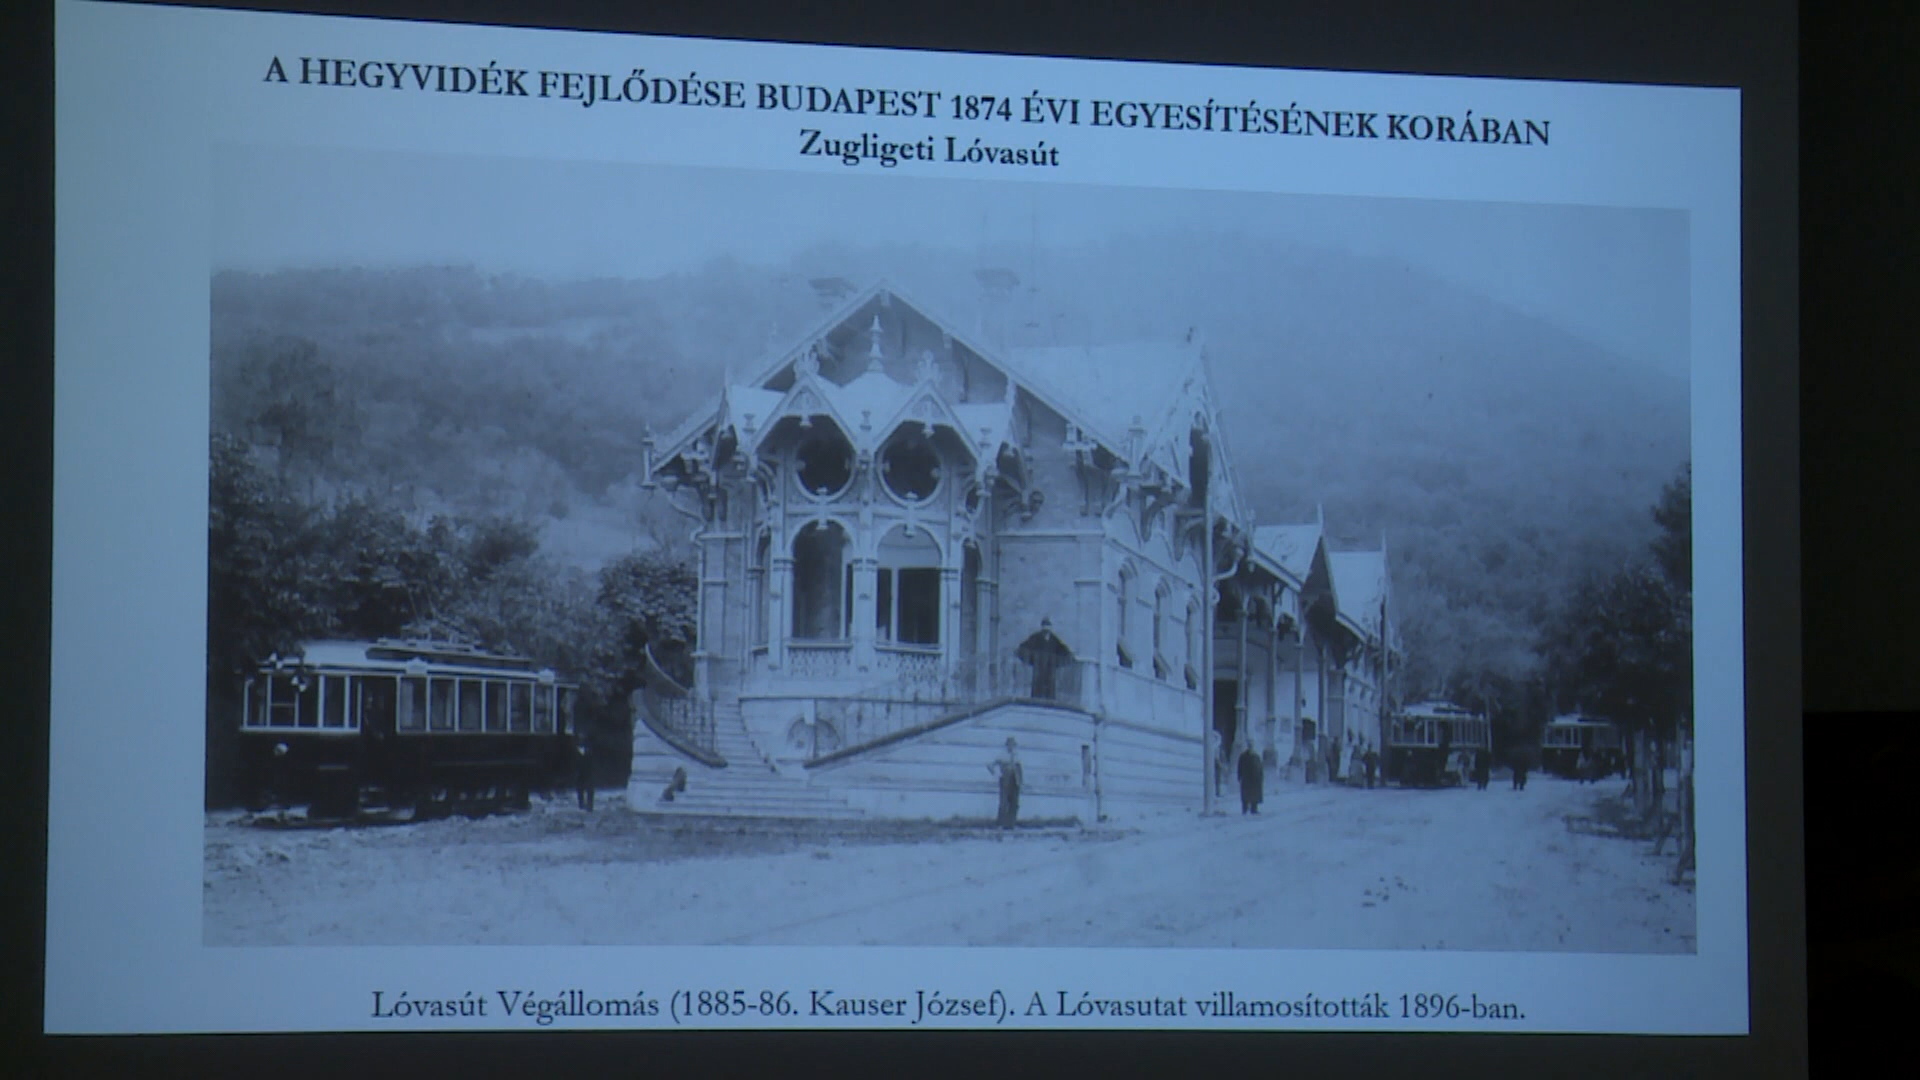 A HEGYVIDÉK FEJLŐDÉSE BUDAPEST 1874 ÉVI EGYESÍTÉSÉNEK KORÁBAN
Zugligeti Lóvasút
Lóvasút Végállomás (1885-86. Kauser József). A Lóvasutat villamosították 1896-ban.